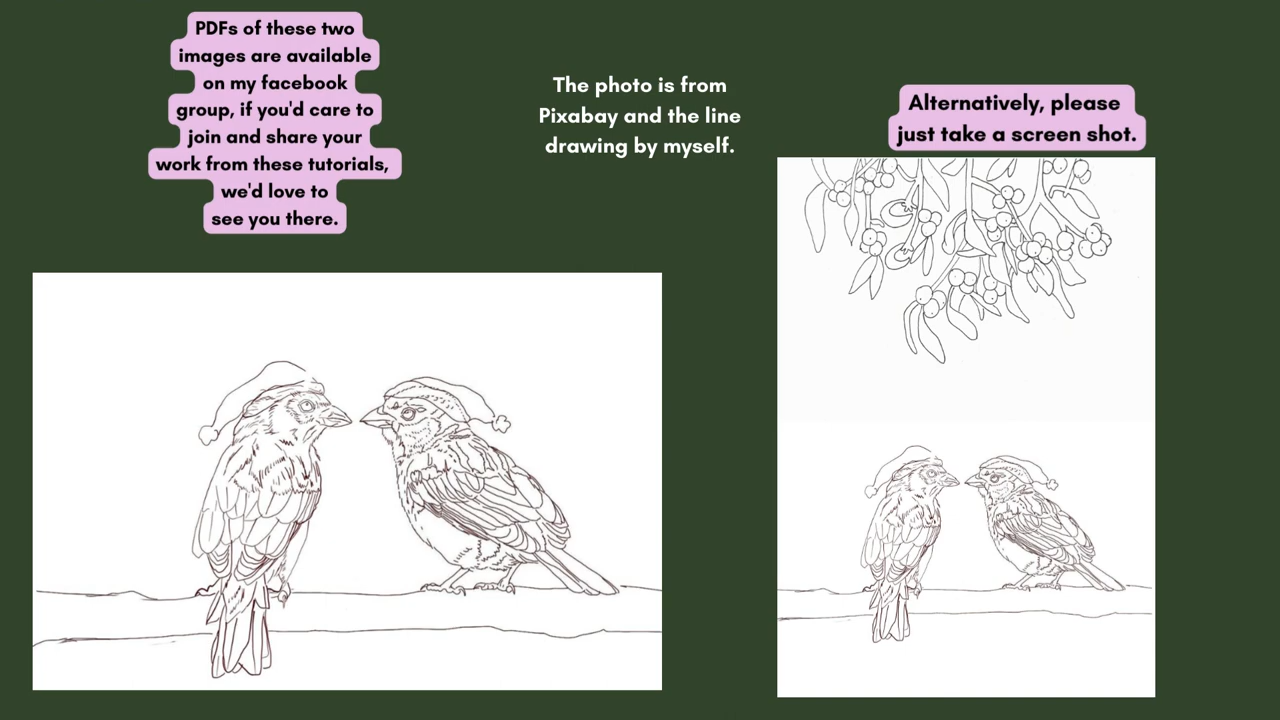 PDFs of these two
images are available
on my facebook
group, if you'd care to
join and share your
work from these tutorials,
we'd love to
see you there.
The photo is from
Pixabay and the line
drawing by myself.
Alternatively, please
just take a screen shot.